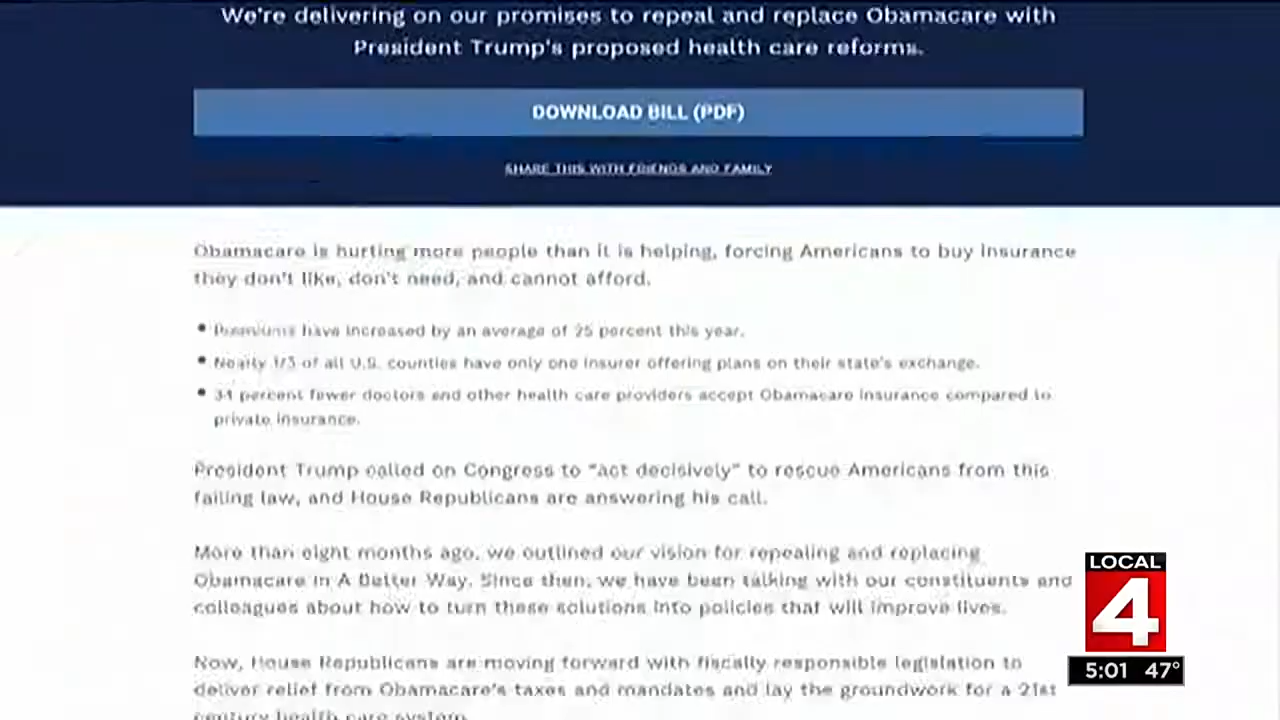 We're delivering on our promises to repeal and replace Obamacare with
President Trump's proposed health care reforms.
DOWNLOAD BILL (PDF)
SHARE THIS WITH FRIENDS AND FAMILY
Obamacare is hurting more people than it is helping, forcing Americans to buy insurance
they don't like, don't need, and cannot afford.
• Premiums have increased by an average of 25 percent this year.
• Nearly 1/3 of all U.S. counties have only one insurer offering plans on their state's exchange.
• 34 percent fewer doctors and other health care providers accept Obamacare insurance compared to
private insurance.
President Trump called on Congress to "act decisively" to rescue Americans from this
failing law, and House Republicans are answering his call.
More than eight months ago, we outlined our vision for repealing and replacing
Obamacare in A Better Way. Since then, we have been talking with our constituents and
colleagues about how to turn these solutions into policies that will improve lives.
Now, House Republicans are moving forward with fiscally responsible legislation to
deliver relief from Obamacare's taxes and mandates and lay the groundwork for a 21st
century health care system.
LOCAL
4
5:01 47°